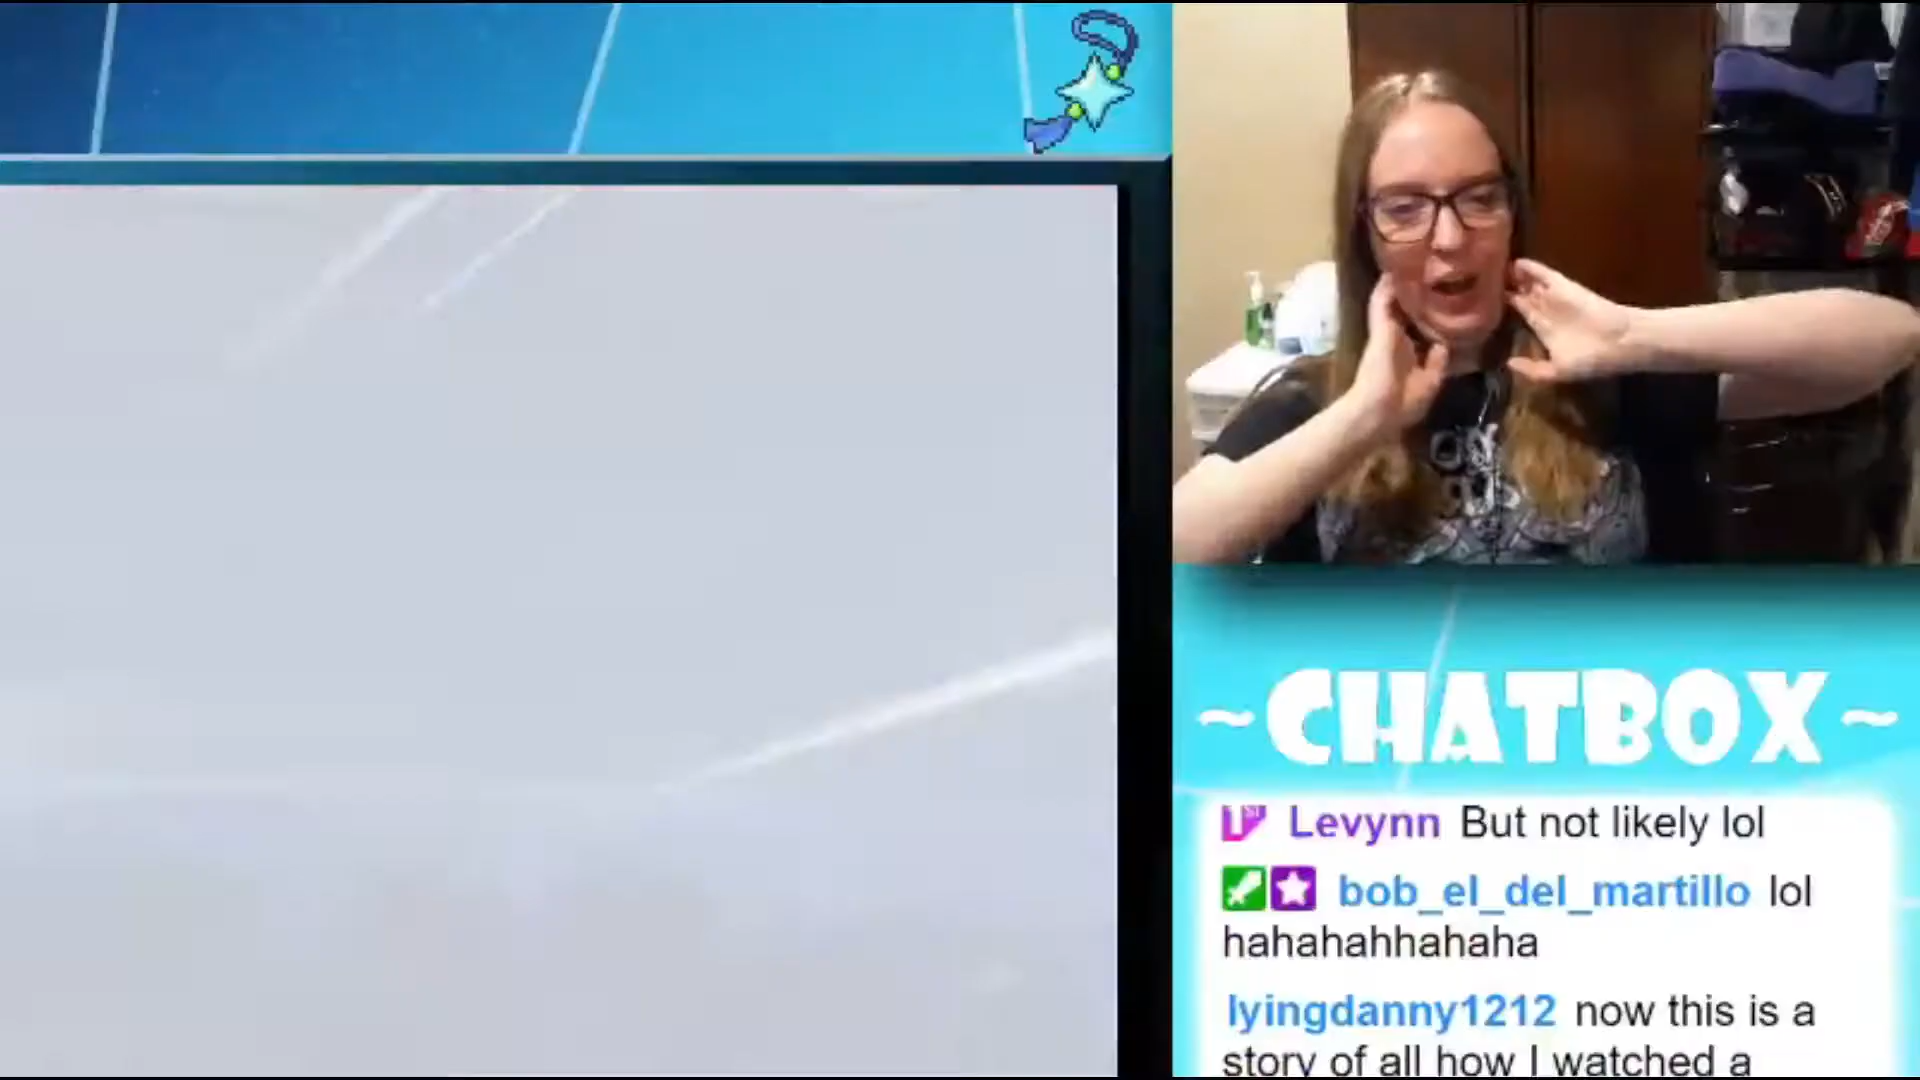 ~CHATBOX~
Levynn But not likely lol
bob_el_del_martillo lol
hahahahhahaha
lyingdanny1212 now this is a
story of all how I watched a